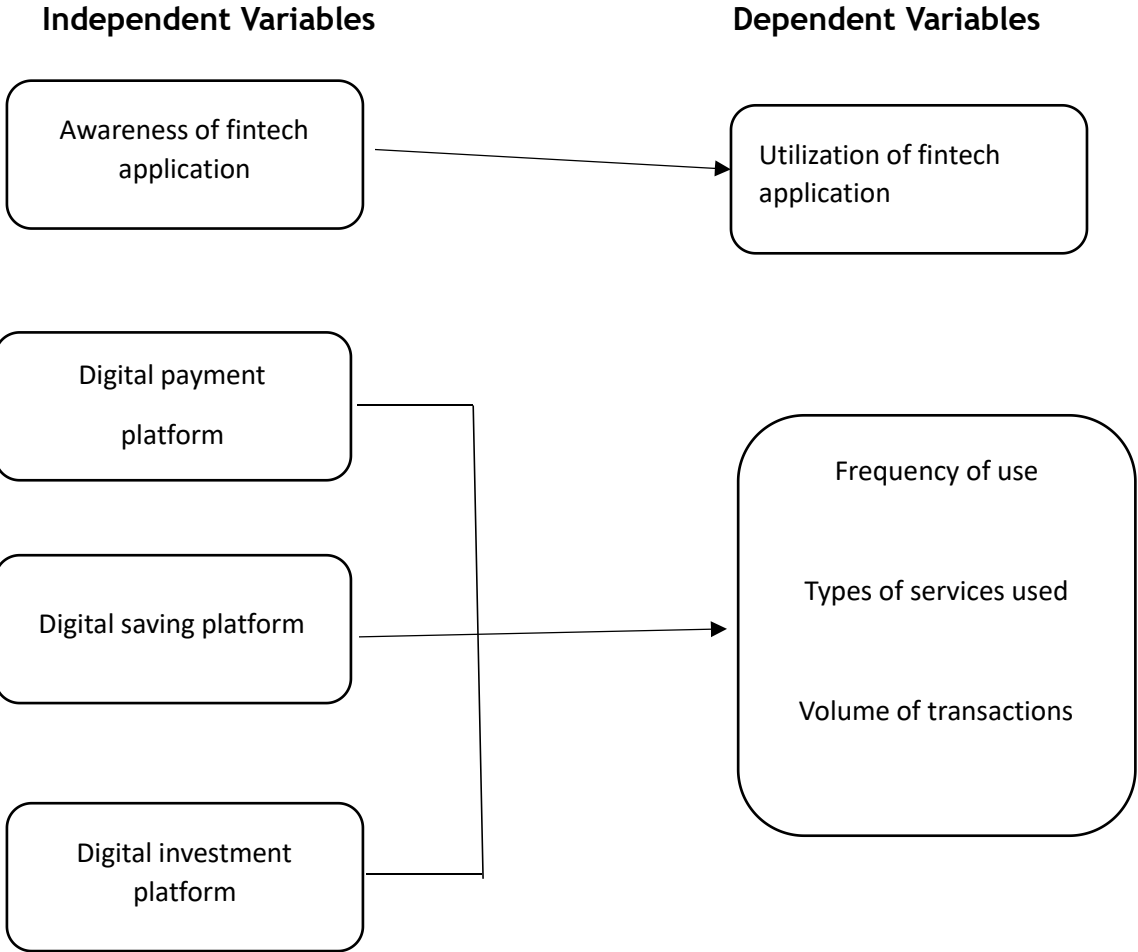 Independent Variables
Dependent Variables
Awareness of fintech
application
Utilization of fintech
application
Digital payment
platform
Digital saving platform
Digital investment
platform
Frequency of use
Types of services used
Volume of transactions